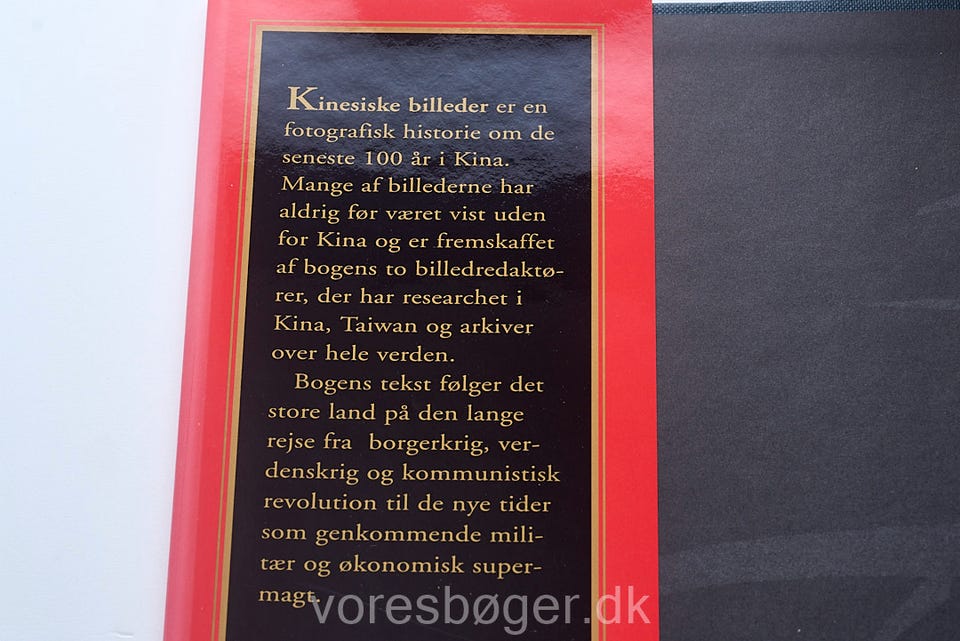 Kinesiske billeder er en
fotografisk historie om de
seneste 100 år i Kina.
Mange af billederne har
aldrig før været vist uden
for Kina og er fremskaffet
af bogens to billedredaktø-
rer, der har researchet i
Kina, Taiwan og arkiver
over hele verden.
Bogens tekst følger det
store land på den lange
rejse fra borgerkrig, ver-
denskrig og kommunistisk
revolution til de nye tider
som genkommende mili-
tær og økonomisk super-
magt.
voresbøger.dk